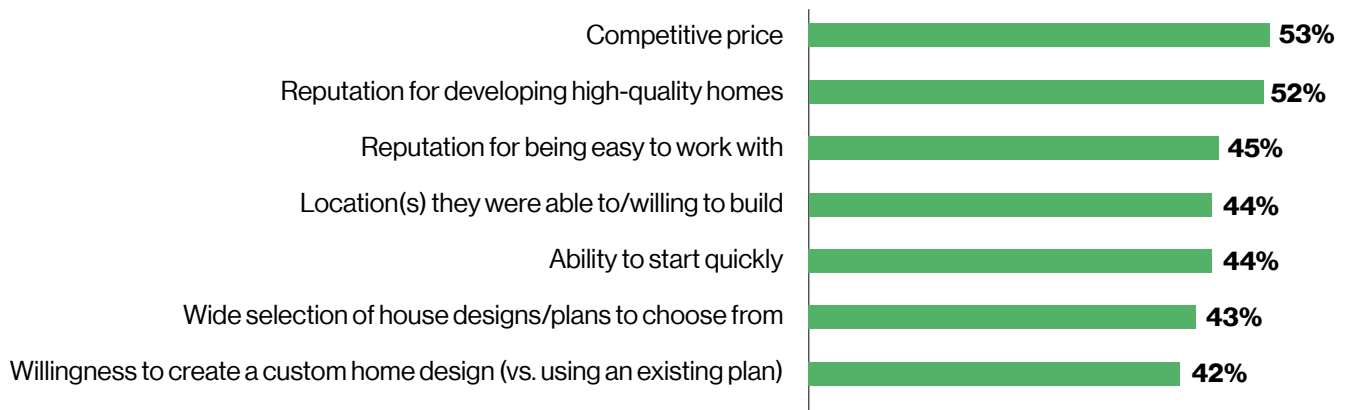 Competitive price 53%
Reputation for developing high-quality homes 52%
Reputation for being easy to work with 45%
Location(s) they were able to/willing to build 44%
Ability to start quickly 44%
Wide selection of house designs/plans to choose from 43%
Willingness to create a custom home design (vs. using an existing plan) 42%